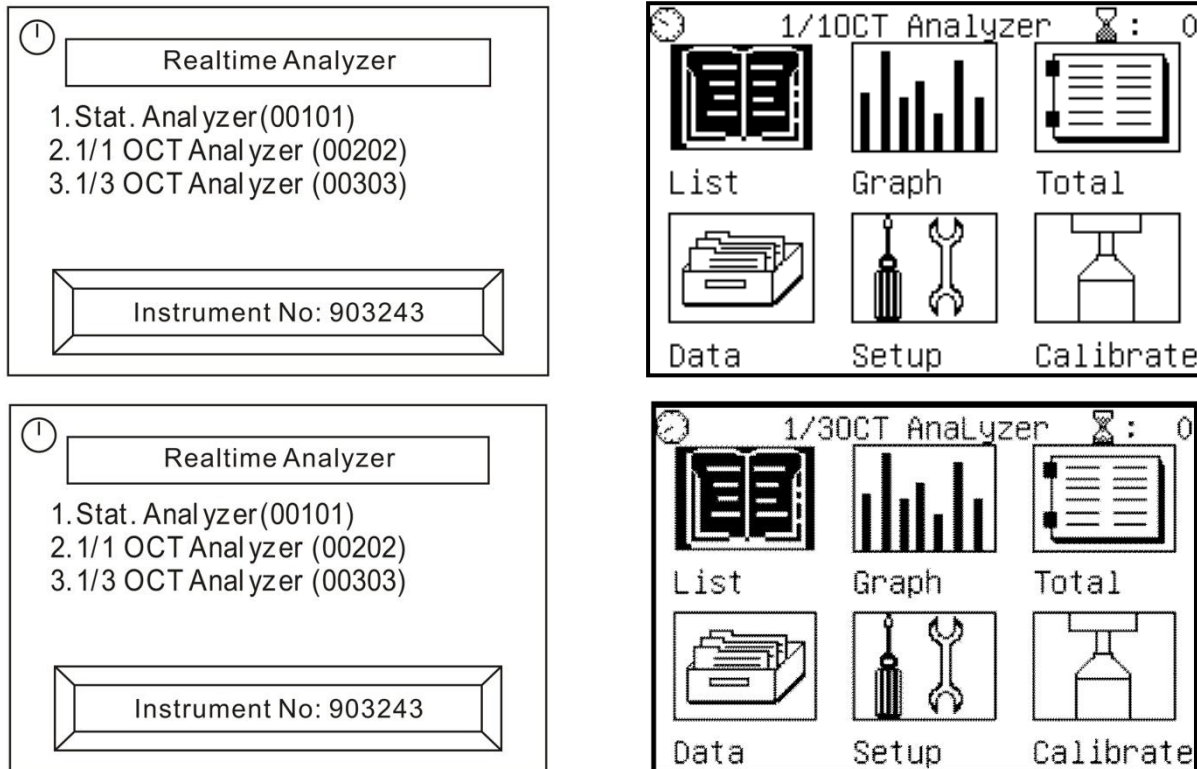 Realtime Analyzer
1. Stat. Analyzer(00101)
2. 1/1 OCT Analyzer (00202)
3. 1/3 OCT Analyzer (00303)
Instrument No: 903243
1/1OCT Analyzer : 0
List Graph Total
Data Setup Calibrate
Realtime Analyzer
1. Stat. Analyzer(00101)
2. 1/1 OCT Analyzer (00202)
3. 1/3 OCT Analyzer (00303)
Instrument No: 903243
1/3OCT AnaLyzer : 0
List Graph Total
Data Setup Calibrate